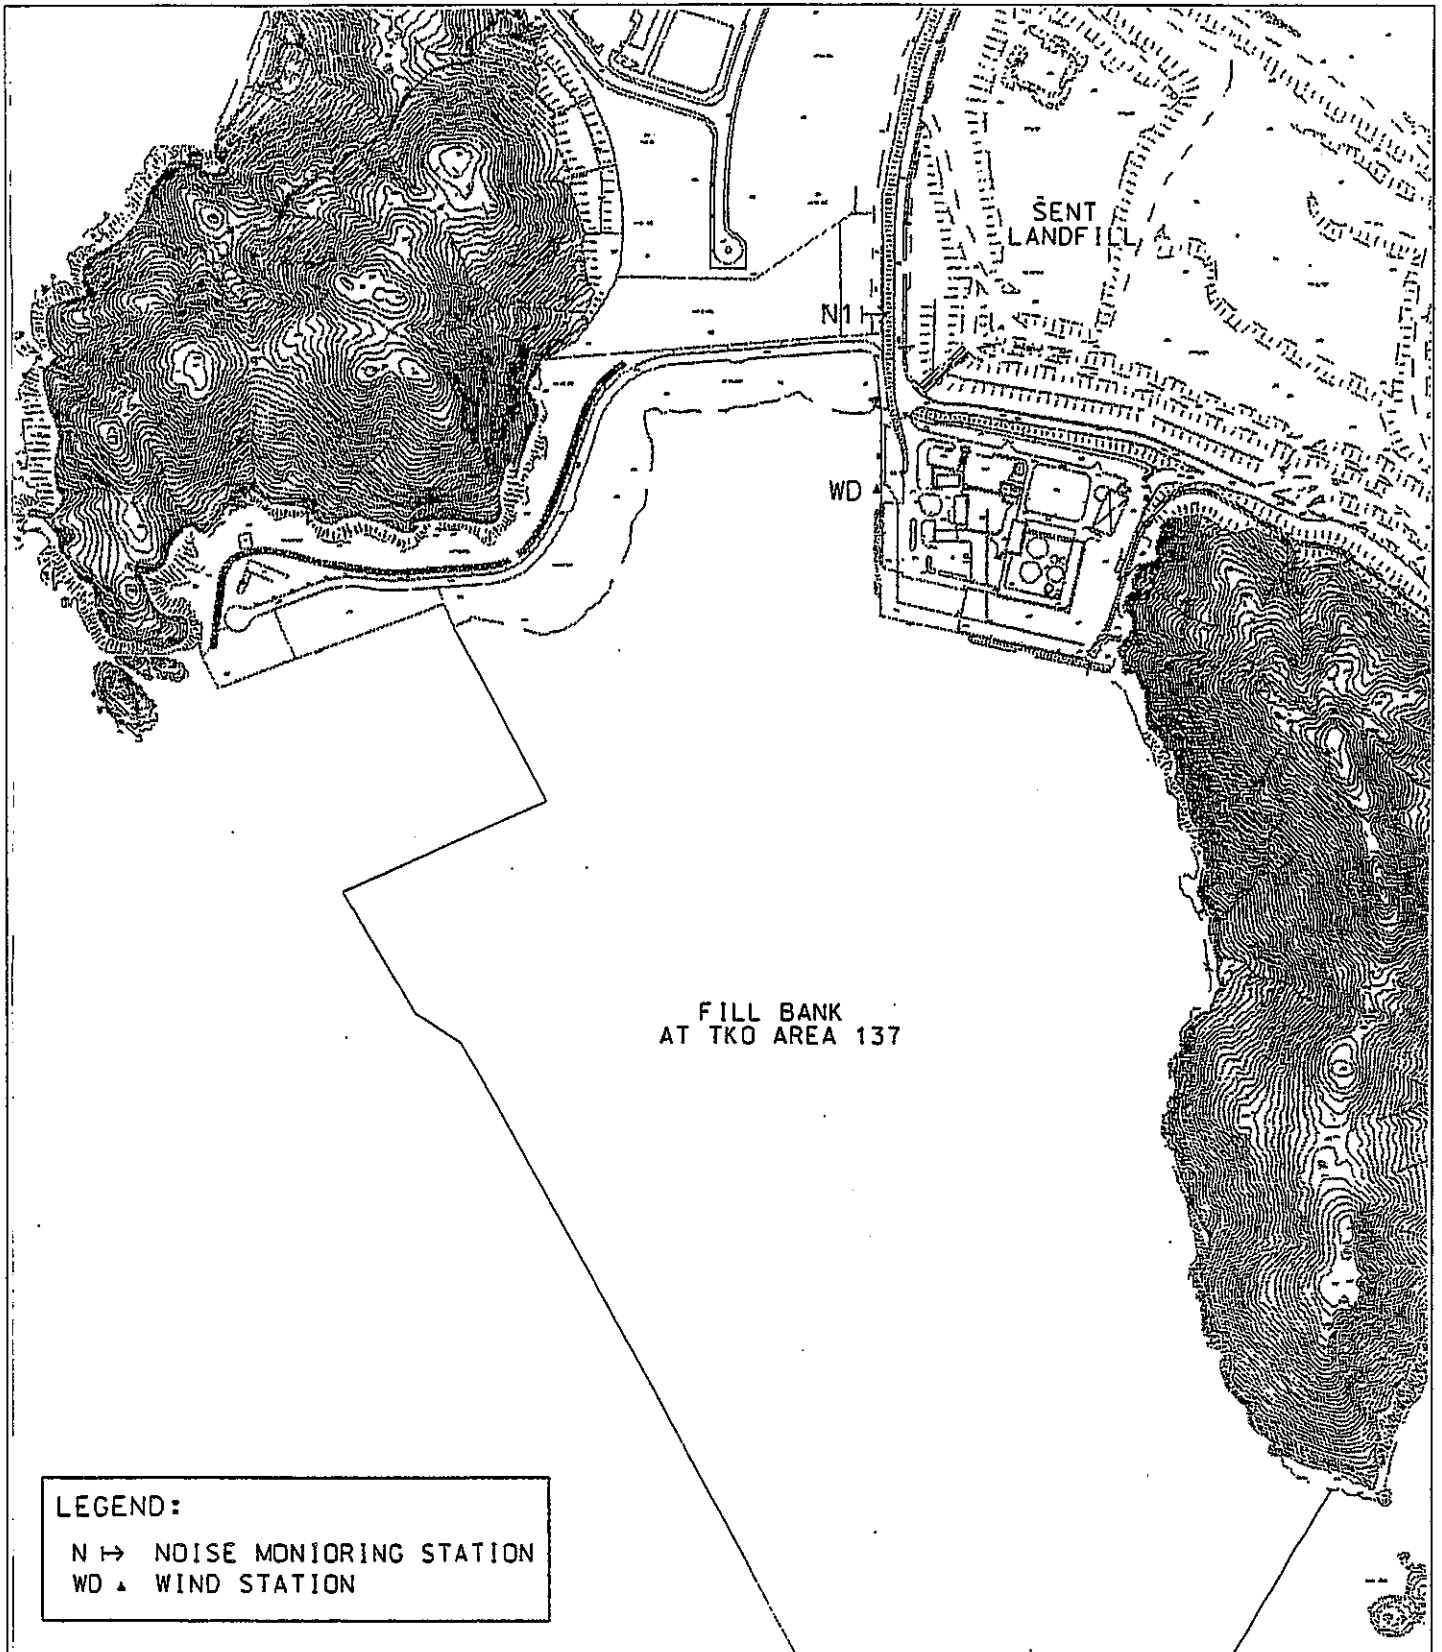 SENT
LANDFILL
N1
WD
FILL BANK
AT TKO AREA 137
LEGEND:
N ↦ NOISE MONIORING STATION
WD ▲ WIND STATION